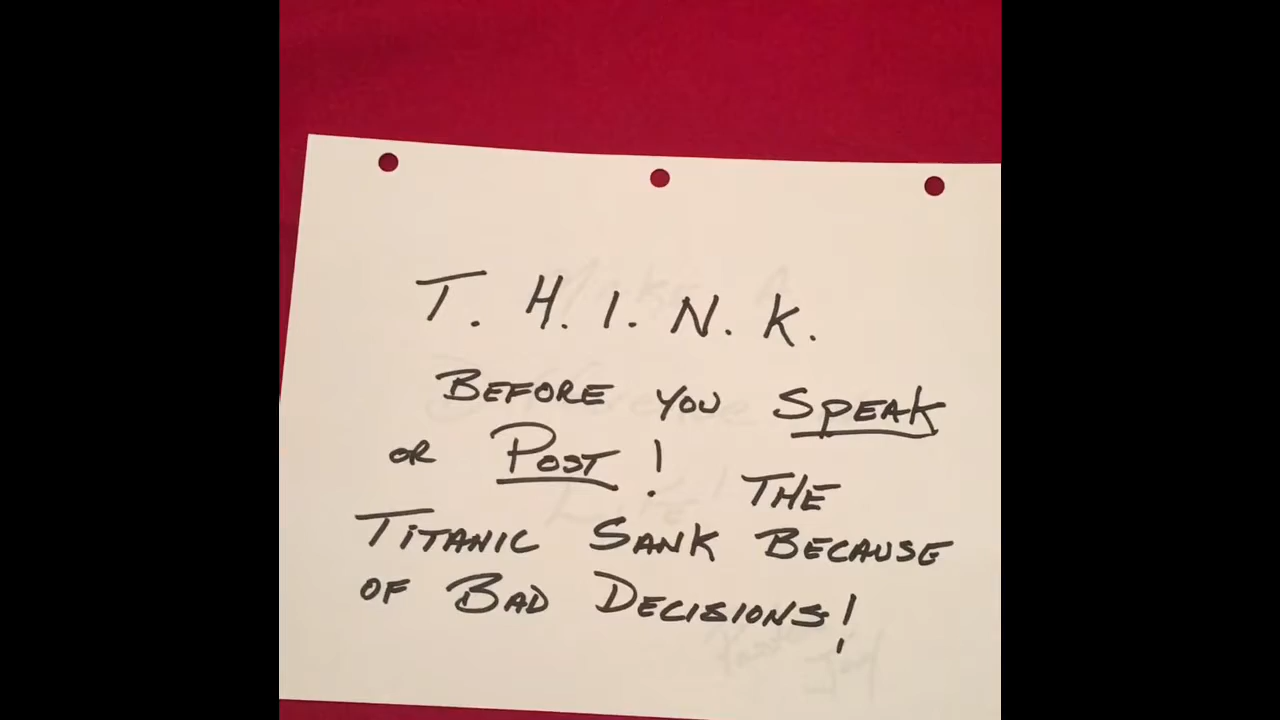 T. H. I. N. K.
BEFORE YOU SPEAK
OR POST! THE
TITANIC SANK BECAUSE
OF BAD DECISIONS!